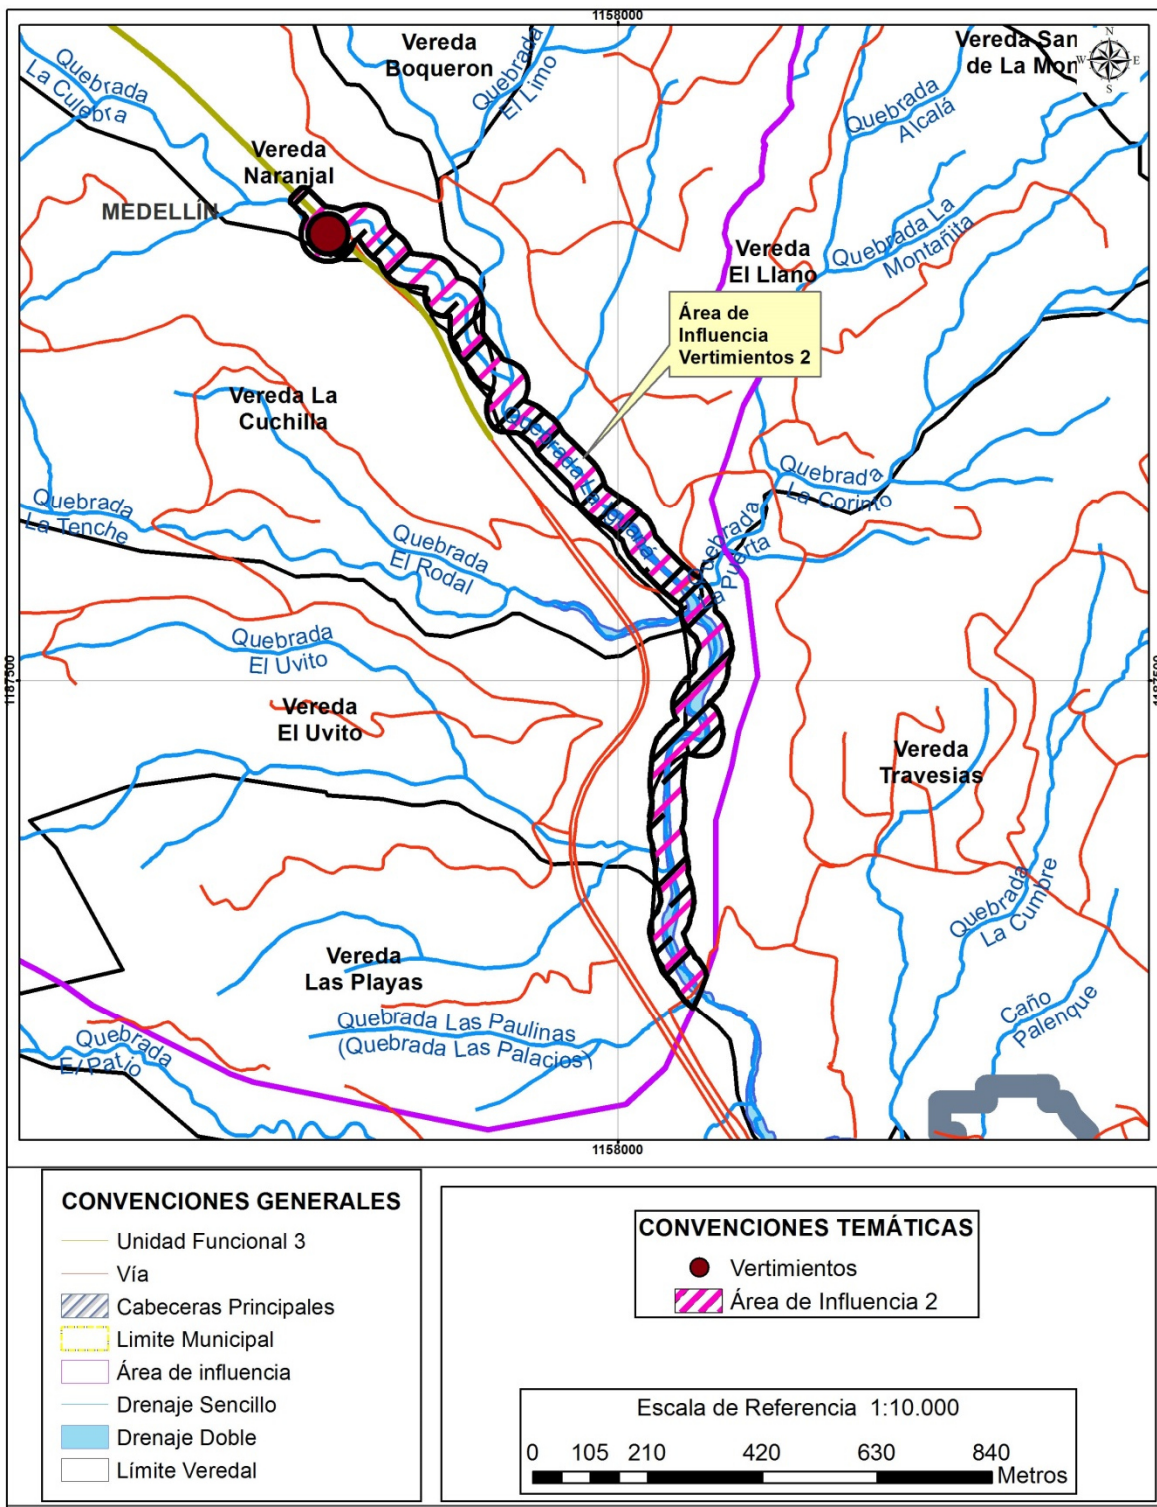 1158000
Vereda
Boqueron
Quebrada
El Limo
Vereda San
de La Mon
N
W
E
S
Quebrada
La Culebra
Quebrada
Alcalá
Vereda
Naranjal
MEDELLÍN
Quebrada La
Montañita
Vereda
El Llano
Área de
Influencia
Vertimientos 2
Vereda La
Cuchilla
Quebrada La Iguana
Quebrada
La Corinto
Quebrada
La Tenche
Quebrada
El Rodal
Quebrada
La Puerta
Quebrada
El Uvito
1187500
1187500
Vereda
El Uvito
Vereda
Travesias
Quebrada
La Cumbre
Vereda
Las Playas
Caño
Palenque
Quebrada Las Paulinas
(Quebrada Las Palacios)
Quebrada
El Patio
1158000
CONVENCIONES GENERALES
Unidad Funcional 3
Vía
Cabeceras Principales
Limite Municipal
Área de influencia
Drenaje Sencillo
Drenaje Doble
Límite Veredal
CONVENCIONES TEMÁTICAS
Vertimientos
Área de Influencia 2
Escala de Referencia 1:10.000
0 105 210 420 630 840
Metros